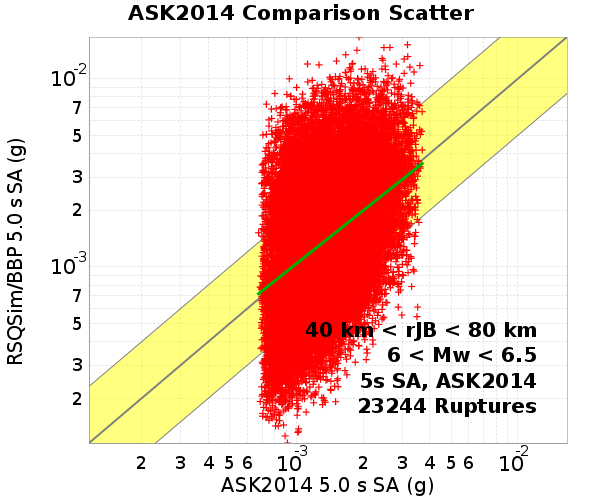 ASK2014 Comparison Scatter
RSQSim/BBP 5.0 s SA (g)
10-2
7
5
3
2
10-3
7
5
3
2
40 km < rJB < 80 km
6 < Mw < 6.5
5s SA, ASK2014
23244 Ruptures
2 3 4 5 6 10-3 2 3 4 5 6 10-2
ASK2014 5.0 s SA (g)